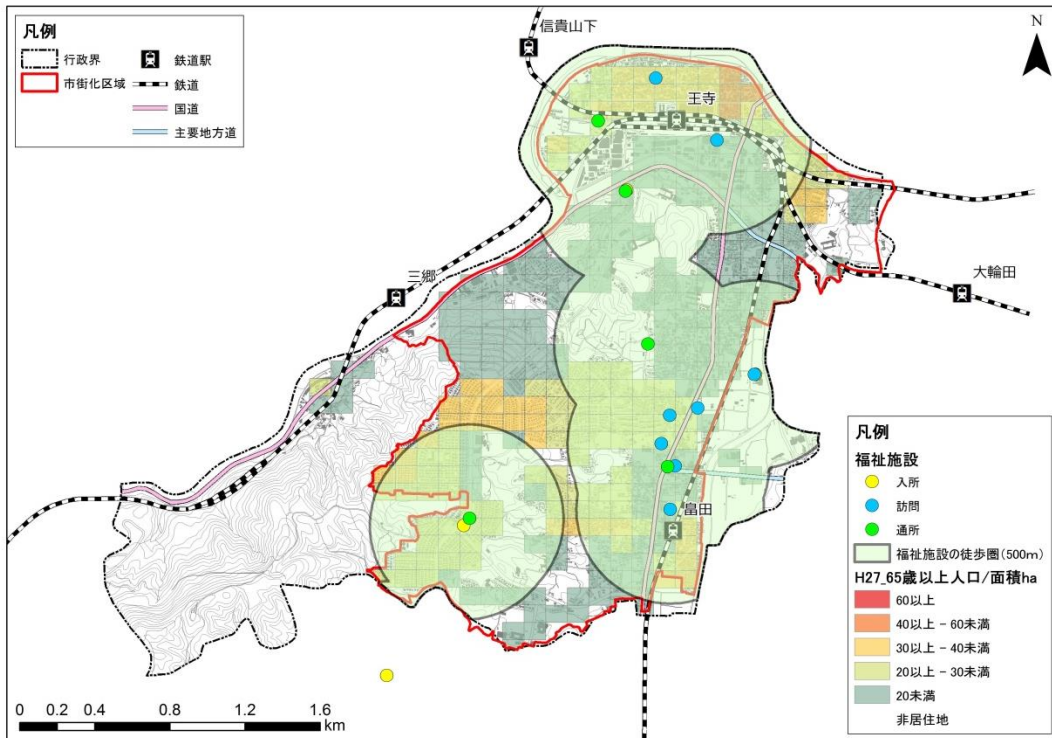 凡例
行政界
市街化区域
鉄道駅
鉄道
国道
主要地方道
信貴山下
N
王寺
三郷
大輪田
畠田
凡例
福祉施設
入所
訪問
通所
福祉施設の徒歩圏(500m)
H27_65歳以上人口/面積ha
60以上
40以上 - 60未満
30以上 - 40未満
20以上 - 30未満
20未満
非居住地
0 0.2 0.4 0.8 1.2 1.6
km